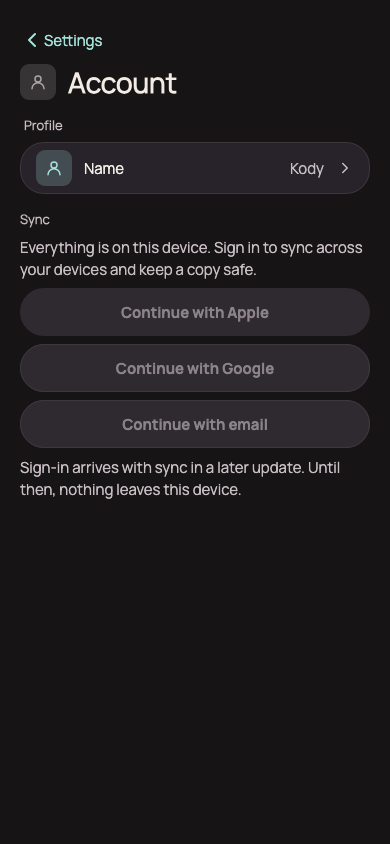 Settings
Account
Profile
Name Kody
Sync
Everything is on this device. Sign in to sync across
your devices and keep a copy safe.
Continue with Apple
Continue with Google
Continue with email
Sign-in arrives with sync in a later update. Until
then, nothing leaves this device.